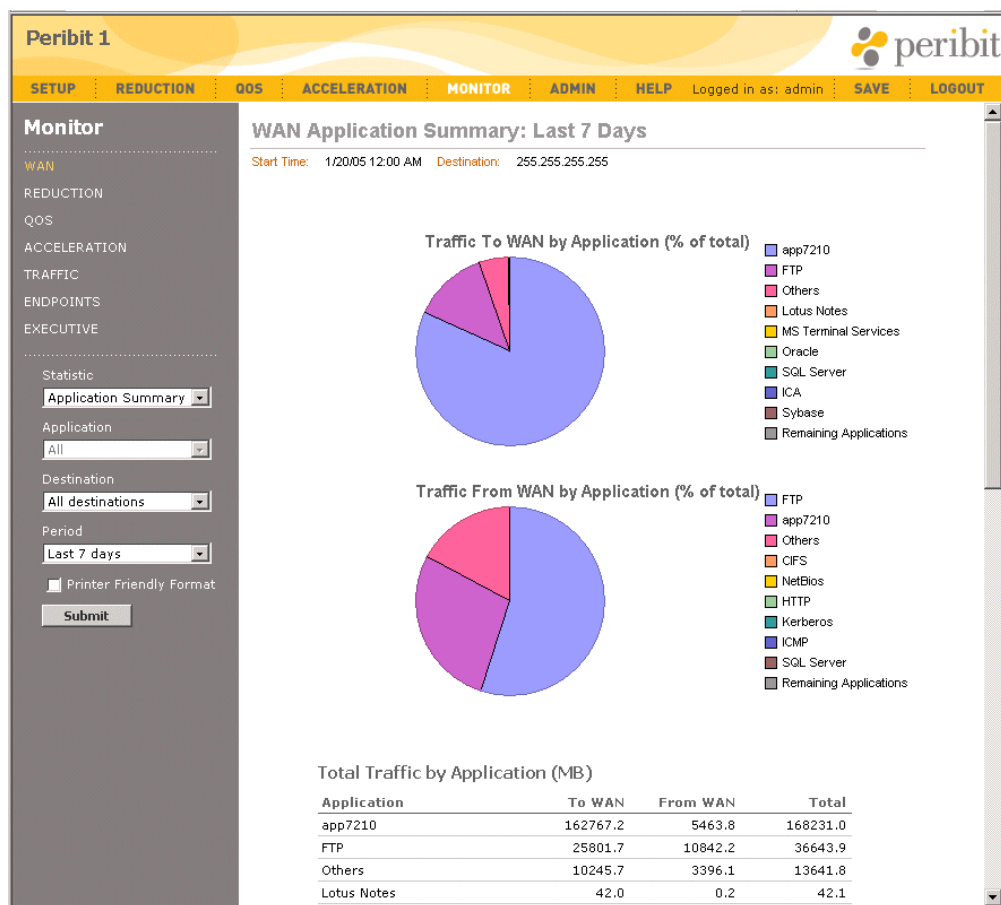 Peribit 1
peribit
SETUP REDUCTION QOS ACCELERATION MONITOR ADMIN HELP Logged in as: admin SAVE LOGOUT
Monitor
WAN
REDUCTION
QOS
ACCELERATION
TRAFFIC
ENDPOINTS
EXECUTIVE
Statistic
Application Summary
Application
All
Destination
All destinations
Period
Last 7 days
Printer Friendly Format
Submit
WAN Application Summary: Last 7 Days
Start Time: 1/20/05 12:00 AM Destination: 255.255.255.255
Traffic To WAN by Application (% of total)
app7210
FTP
Others
Lotus Notes
MS Terminal Services
Oracle
SQL Server
ICA
Sybase
Remaining Applications
Traffic From WAN by Application (% of total)
FTP
app7210
Others
CIFS
NetBios
HTTP
Kerberos
ICMP
SQL Server
Remaining Applications
Total Traffic by Application (MB)
Application To WAN From WAN Total
app7210 162767.2 5463.8 168231.0
FTP 25801.7 10842.2 36643.9
Others 10245.7 3396.1 13641.8
Lotus Notes 42.0 0.2 42.1